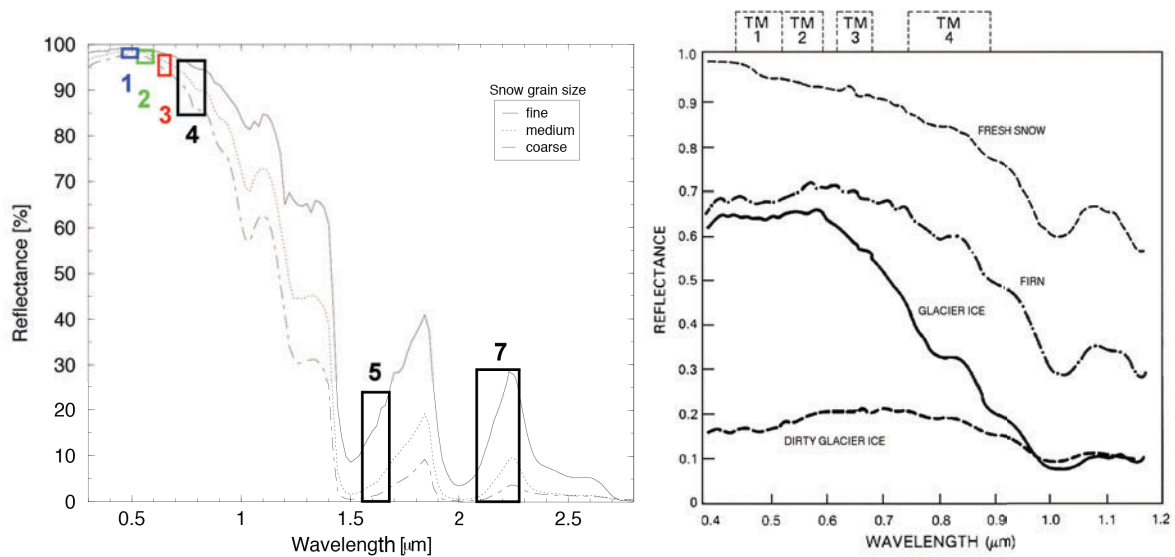 100
90
80
70
60
50
40
30
20
10
0
Reflectance [%]
0.5
1
1.5
2
2.5
Wavelength [µm]
1
2
3
4
5
7
Snow grain size
fine
medium
coarse
TM
1
TM
2
TM
3
TM
4
1.0
0.9
0.8
0.7
0.6
0.5
0.4
0.3
0.2
0.1
0
REFLECTANCE
FRESH SNOW
FIRN
GLACIER ICE
DIRTY GLACIER ICE
0.4
0.5
0.6
0.7
0.8
0.9
1.0
1.1
1.2
WAVELENGTH (µm)